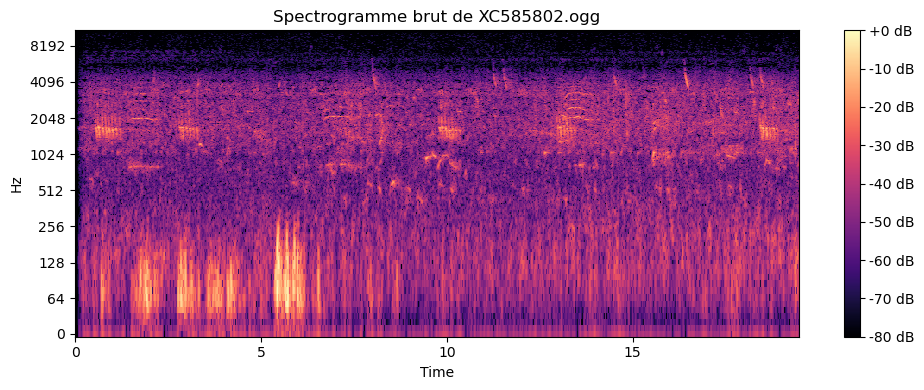 Spectrogramme brut de XC585802.ogg
Hz
8192
4096
2048
1024
512
256
128
64
0
0
5
10
15
Time
+0 dB
-10 dB
-20 dB
-30 dB
-40 dB
-50 dB
-60 dB
-70 dB
-80 dB